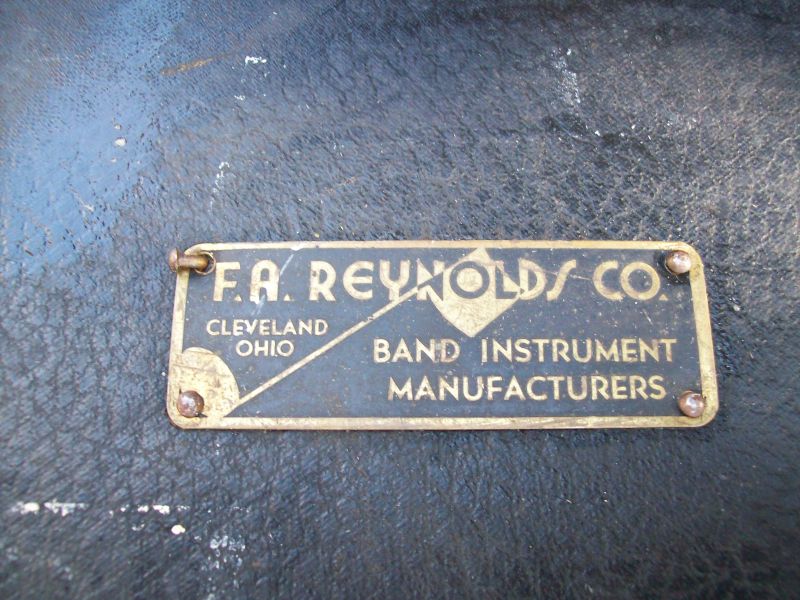 F.A. REYNOLDS CO.
CLEVELAND
OHIO
BAND INSTRUMENT
MANUFACTURERS